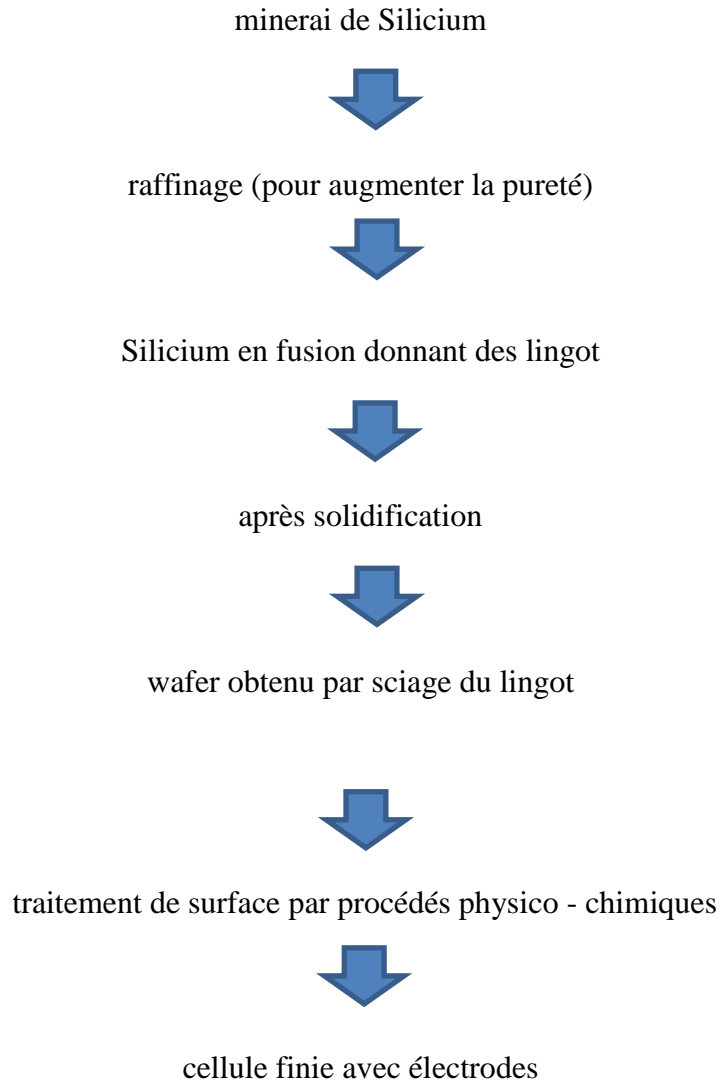 minerai de Silicium
raffinage (pour augmenter la pureté)
Silicium en fusion donnant des lingot
après solidification
wafer obtenu par sciage du lingot
traitement de surface par procédés physico - chimiques
cellule finie avec électrodes